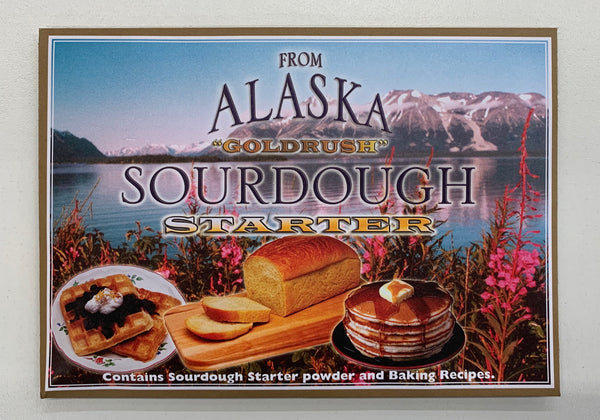 FROM
ALASKA
"GOLDRUSH"
SOURDOUGH
STARTER
Contains Sourdough Starter powder and Baking Recipes.